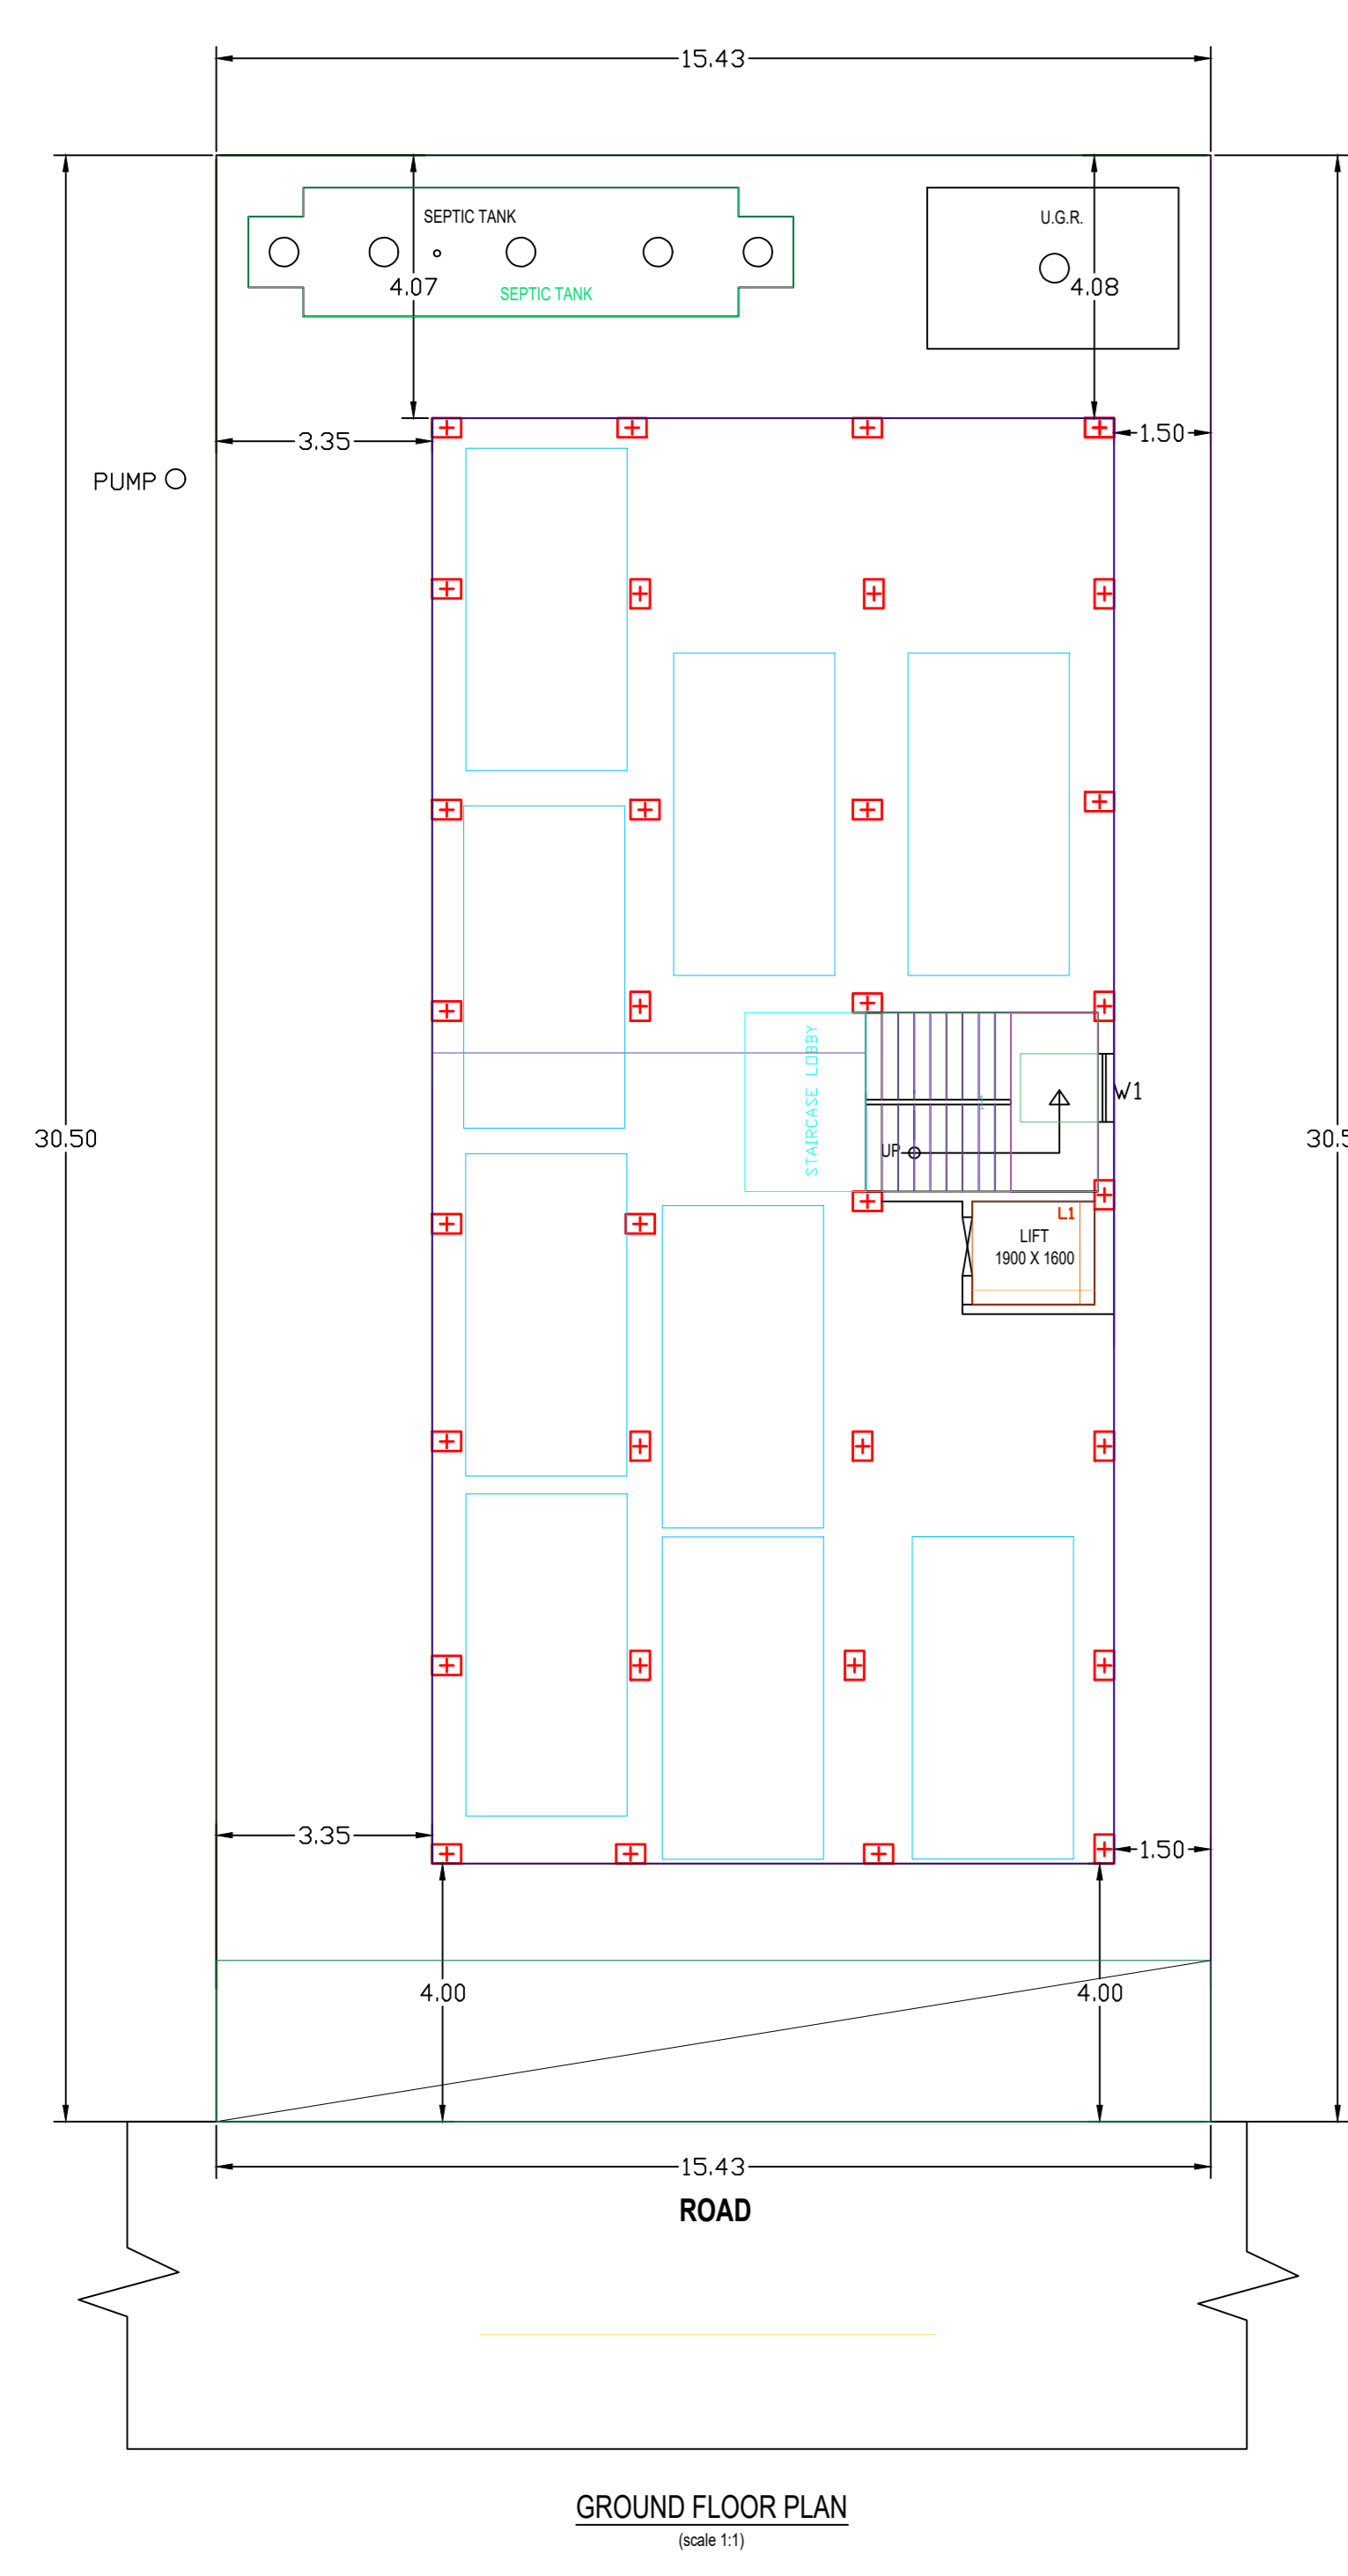 15.43
SEPTIC TANK
U.G.R.
4.07
SEPTIC TANK
4.08
3.35
1.50
PUMP
STAIRCASE LOBBY
W1
30.50
UP
L1
LIFT
1900 X 1600
3.35
1.50
4.00
4.00
15.43
ROAD
GROUND FLOOR PLAN
(scale 1:1)